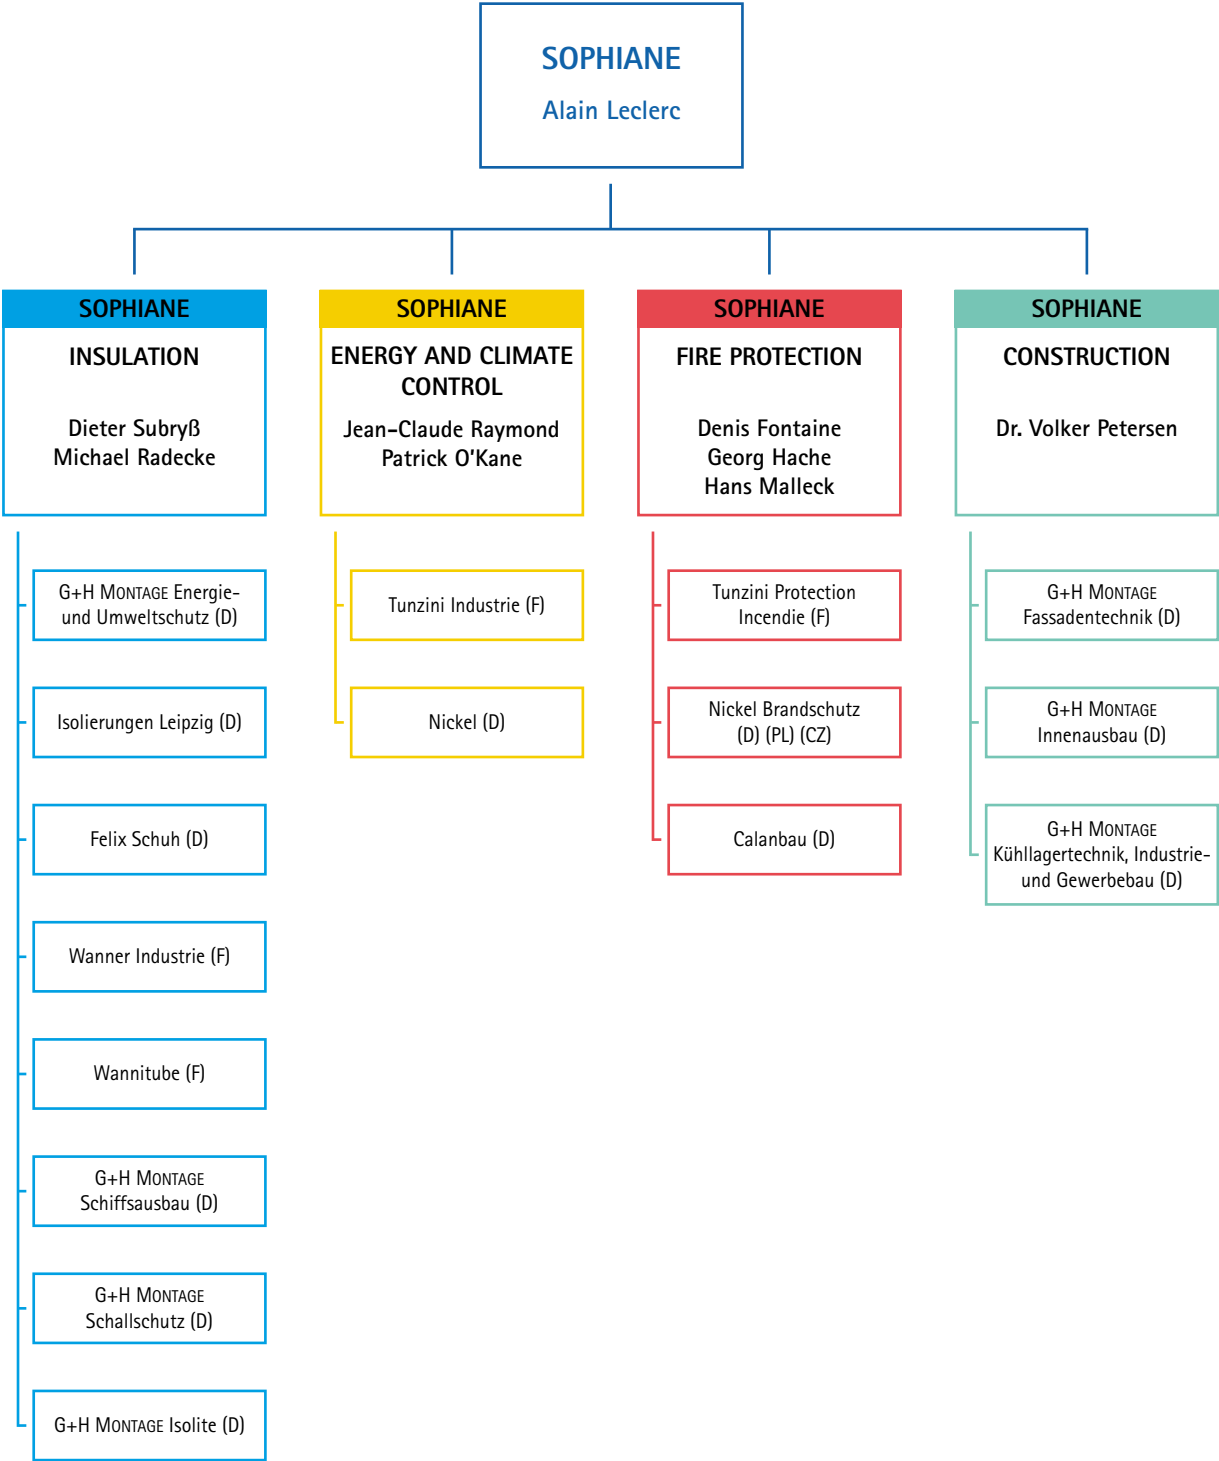 SOPHIANE
Alain Leclerc
SOPHIANE
INSULATION
Dieter Subryß
Michael Radecke
G+H MONTAGE Energie-
und Umweltschutz (D)
Isolierungen Leipzig (D)
Felix Schuh (D)
Wanner Industrie (F)
Wannitube (F)
G+H MONTAGE
Schiffsausbau (D)
G+H MONTAGE
Schallschutz (D)
G+H MONTAGE Isolite (D)
SOPHIANE
ENERGY AND CLIMATE
CONTROL
Jean-Claude Raymond
Patrick O'Kane
Tunzini Industrie (F)
Nickel (D)
SOPHIANE
FIRE PROTECTION
Denis Fontaine
Georg Hache
Hans Malleck
Tunzini Protection
Incendie (F)
Nickel Brandschutz
(D) (PL) (CZ)
Calanbau (D)
SOPHIANE
CONSTRUCTION
Dr. Volker Petersen
G+H MONTAGE
Fassadentechnik (D)
G+H MONTAGE
Innenausbau (D)
G+H MONTAGE
Kühllagertechnik, Industrie-
und Gewerbebau (D)